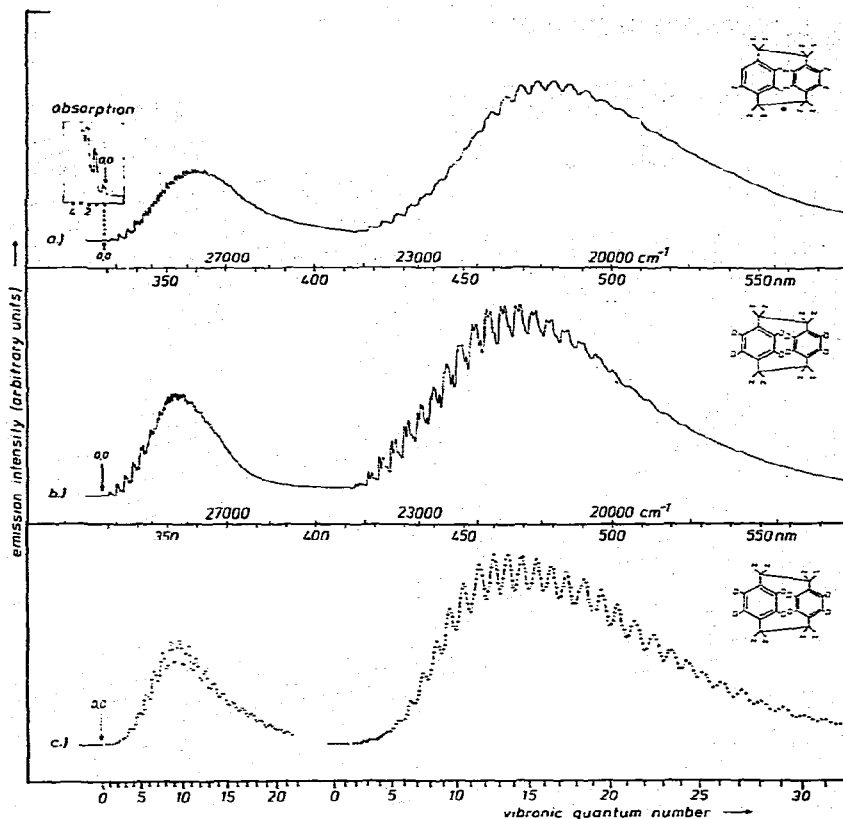 absorption
0,0
a.)
0,0
27000 23000 20000 cm⁻¹
350 400 450 500 550 nm
emission intensity (arbitrary units)
0,0
b.)
27000 23000 20000 cm⁻¹
350 400 450 500 550 nm
0,0
c.)
0 5 10 15 20 0 5 10 15 20 25 30
vibronic quantum number